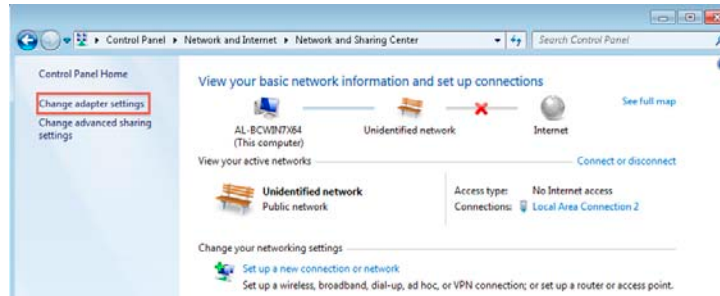 Control Panel ▸ Network and Internet ▸ Network and Sharing Center
Search Control Panel
Control Panel Home
Change adapter settings
Change advanced sharing
settings
View your basic network information and set up connections
See full map
AL-BCWIN7X64
(This computer)
Unidentified network
Internet
View your active networks
Connect or disconnect
Unidentified network
Public network
Access type: No Internet access
Connections: Local Area Connection 2
Change your networking settings
Set up a new connection or network
Set up a wireless, broadband, dial-up, ad hoc, or VPN connection; or set up a router or access point.